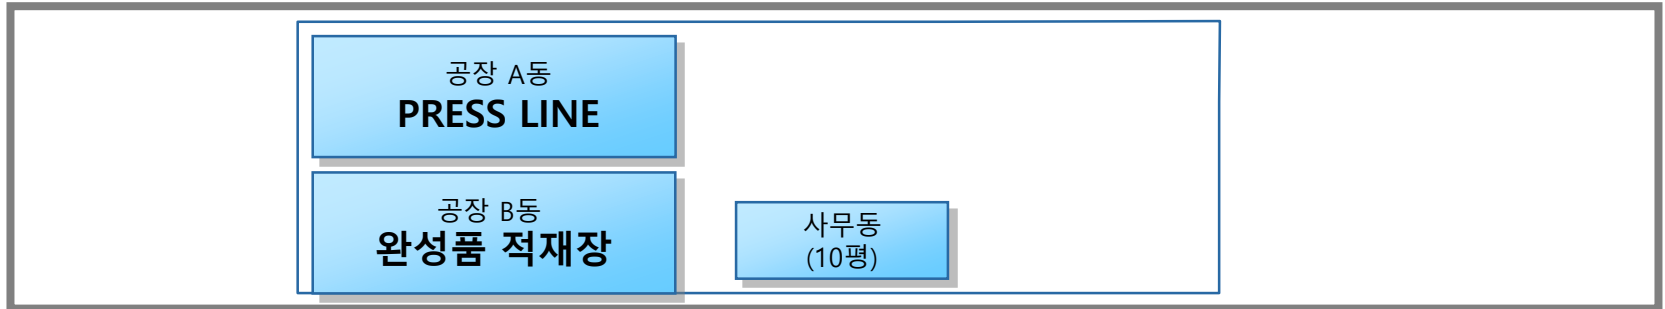 공장 A동
PRESS LINE
공장 B동
완성품 적재장
사무동
(10평)